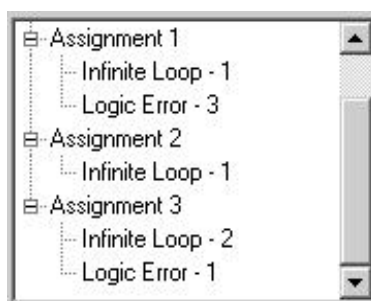 Assignment 1
Infinite Loop - 1
Logic Error - 3
Assignment 2
Infinite Loop - 1
Assignment 3
Infinite Loop - 2
Logic Error - 1